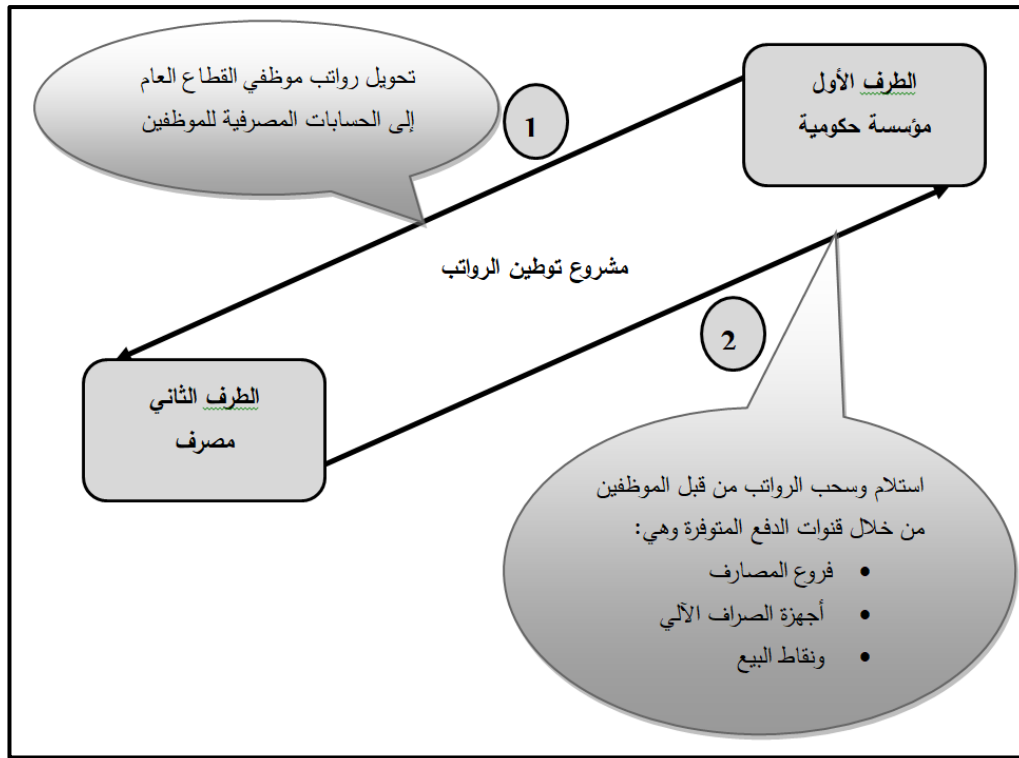 الطرف الأول
مؤسسة حكومية
تحويل رواتب موظفي القطاع العام
إلى الحسابات المصرفية للموظفين
1
مشروع توطين الرواتب
2
الطرف الثاني
مصرف
استلام وسحب الرواتب من قبل الموظفين
من خلال قنوات الدفع المتوفرة وهي:
• فروع المصارف
• أجهزة الصراف الآلي
• ونقاط البيع